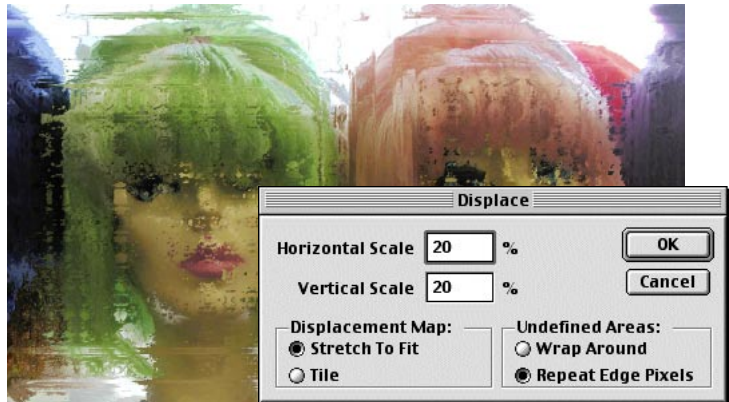 Displace
Horizontal Scale 20 %
OK
Vertical Scale 20 %
Cancel
Displacement Map:
Stretch To Fit
Tile
Undefined Areas:
Wrap Around
Repeat Edge Pixels